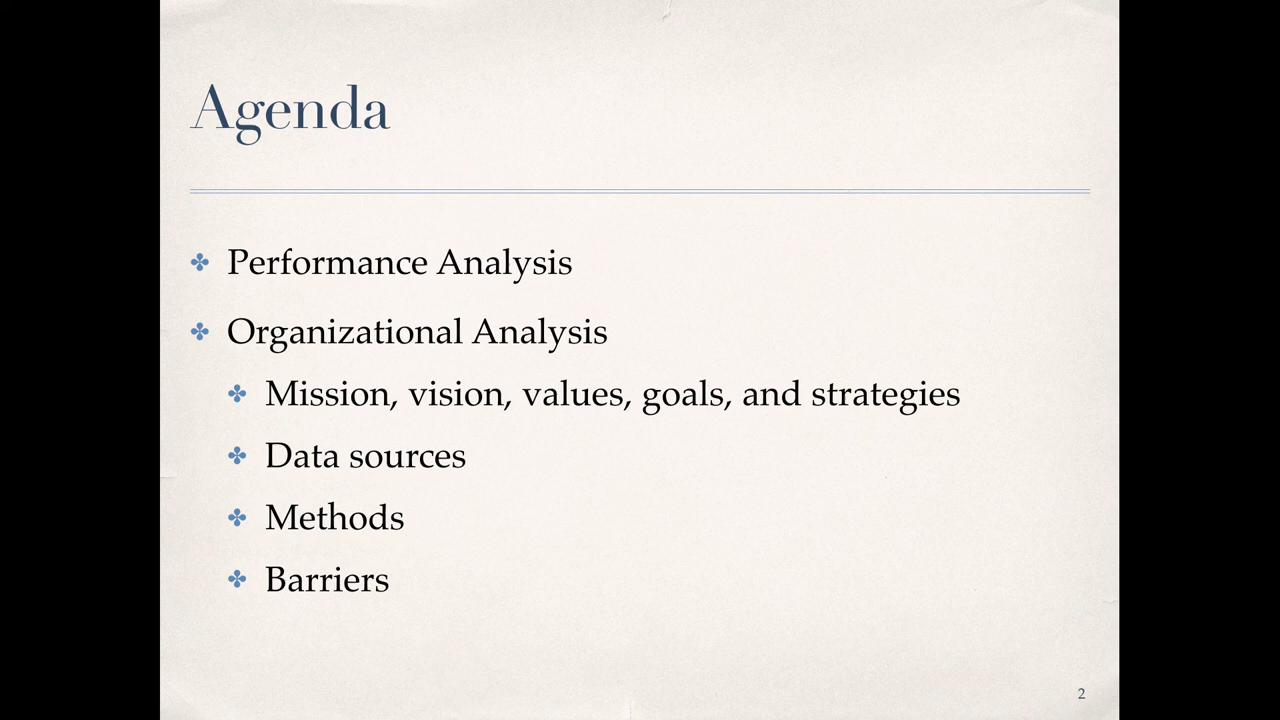 Agenda
✤ Performance Analysis
✤ Organizational Analysis
✤ Mission, vision, values, goals, and strategies
✤ Data sources
✤ Methods
✤ Barriers
2